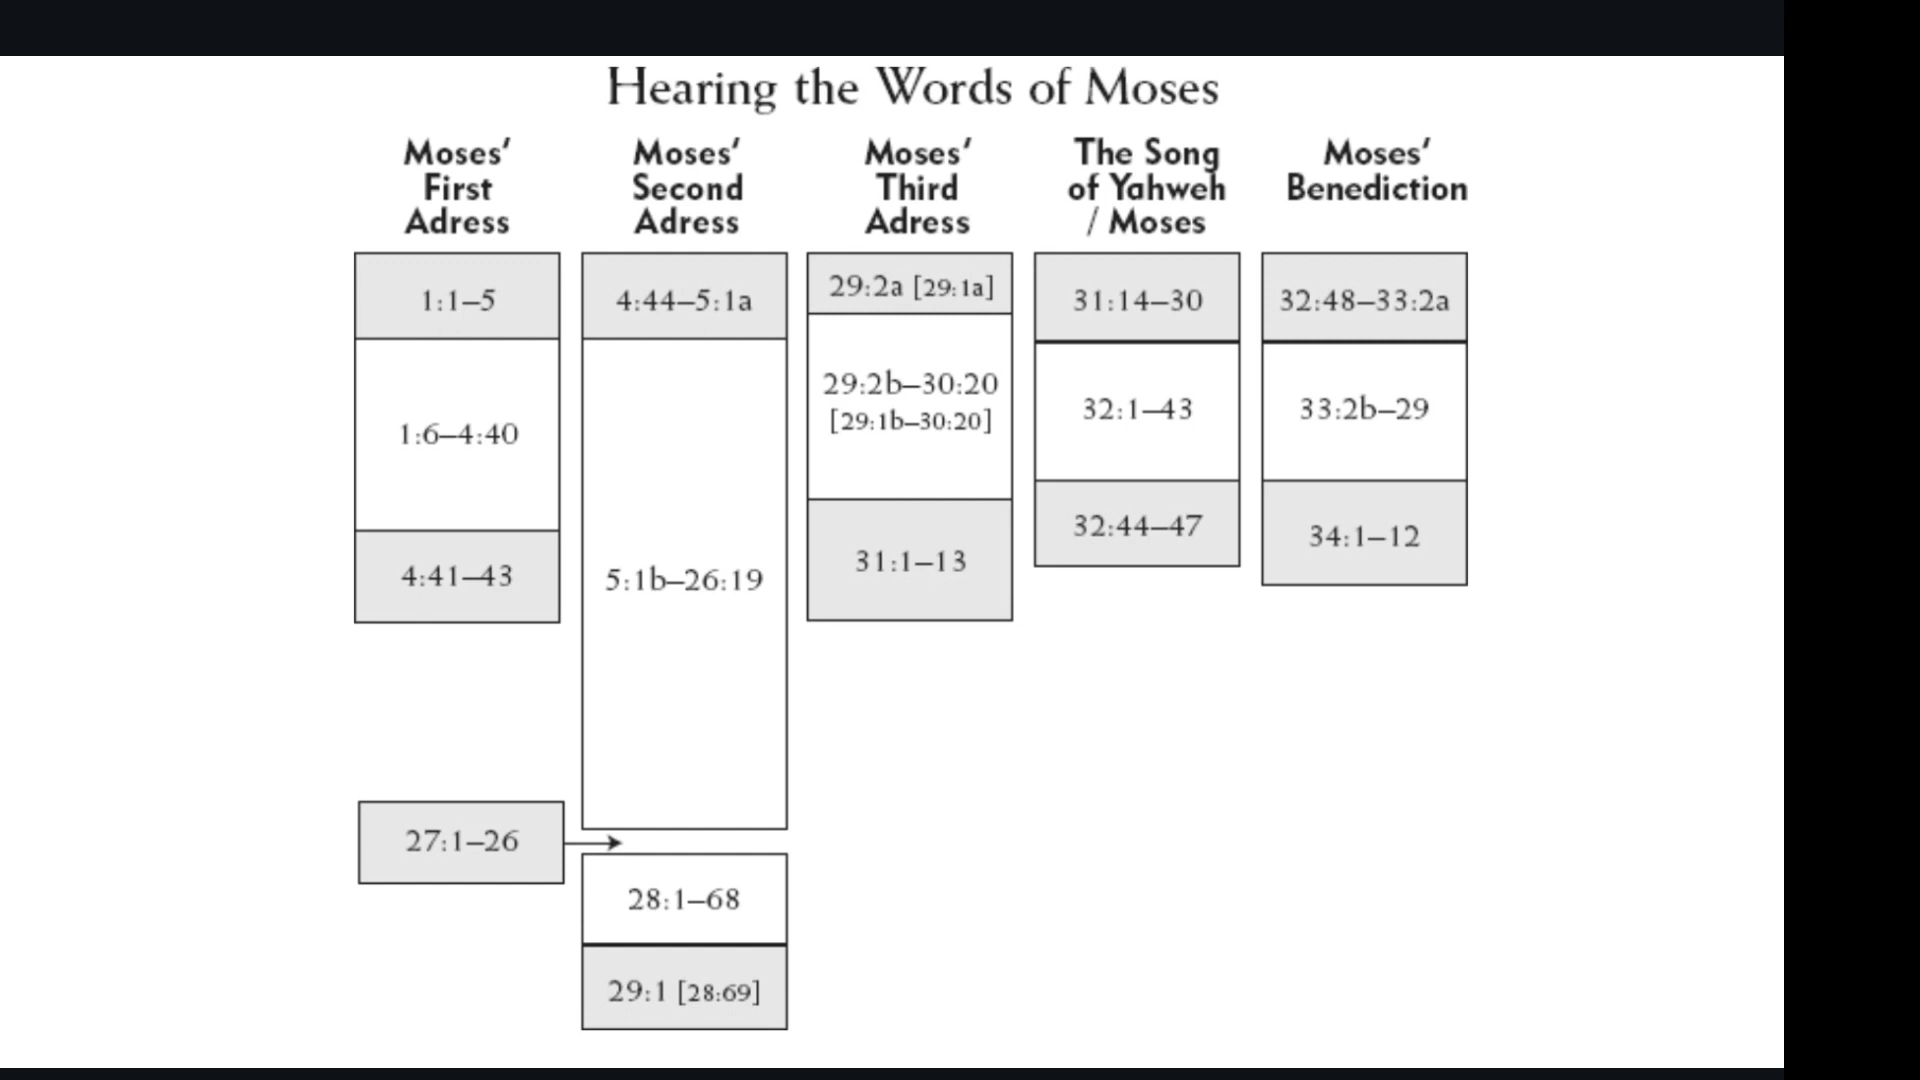 Hearing the Words of Moses
Moses’
First
Adress
Moses’
Second
Adress
Moses’
Third
Adress
The Song
of Yahweh
/ Moses
Moses’
Benediction
1:1–5
1:6–4:40
4:41–43
27:1–26
4:44–5:1a
5:1b–26:19
28:1–68
29:1 [28:69]
29:2a [29:1a]
29:2b–30:20
[29:1b–30:20]
31:1–13
31:14–30
32:1–43
32:44–47
32:48–33:2a
33:2b–29
34:1–12